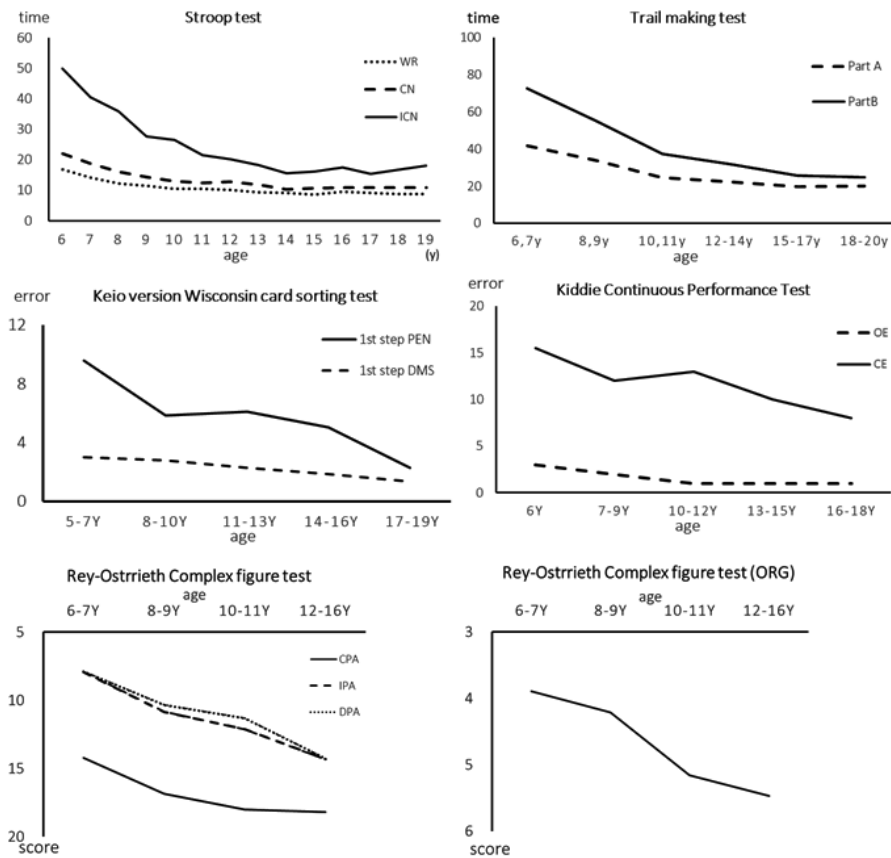 Stroop test
time
60
50
40
30
20
10
0
WR
CN
ICN
6 7 8 9 10 11 12 13 14 15 16 17 18 19
(y)
age
Trail making test
time
100
80
60
40
20
0
Part A
PartB
6,7y 8,9y 10,11y 12-14y 15-17y 18-20y
age
Keio version Wisconsin card sorting test
error
12
8
4
0
1st step PEN
1st step DMS
5-7Y 8-10Y 11-13Y 14-16Y 17-19Y
age
Kiddie Continuous Performance Test
error
20
15
10
5
0
OE
CE
6Y 7-9Y 10-12Y 13-15Y 16-18Y
age
Rey-Ostrrieth Complex figure test
age
6-7Y 8-9Y 10-11Y 12-16Y
5
10
15
20
score
CPA
IPA
DPA
Rey-Ostrrieth Complex figure test (ORG)
age
6-7Y 8-9Y 10-11Y 12-16Y
3
4
5
6
score